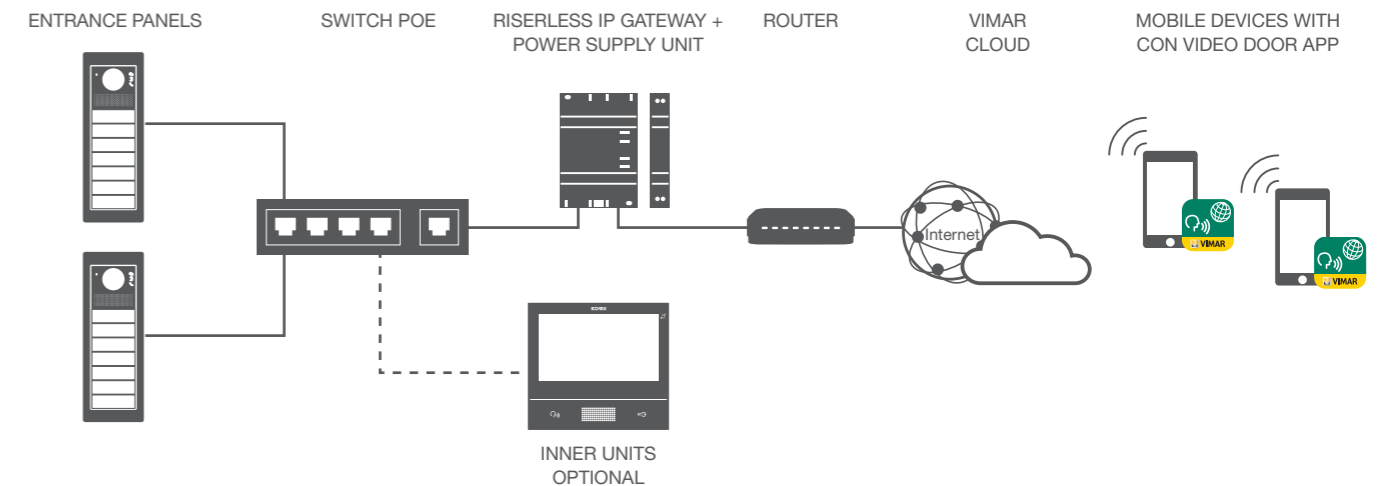 ENTRANCE PANELS
SWITCH POE
RISERLESS IP GATEWAY +
POWER SUPPLY UNIT
ROUTER
VIMAR
CLOUD
MOBILE DEVICES WITH
CON VIDEO DOOR APP
Internet
VIMAR
VIMAR
INNER UNITS
OPTIONAL